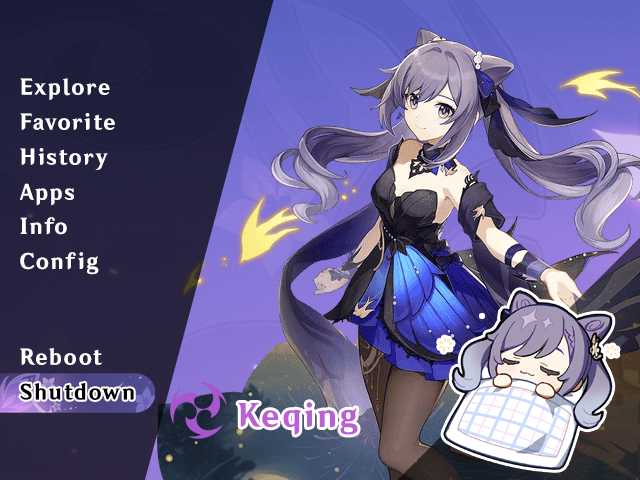 Explore
Favorite
History
Apps
Info
Config
Reboot
Shutdown
Keqing